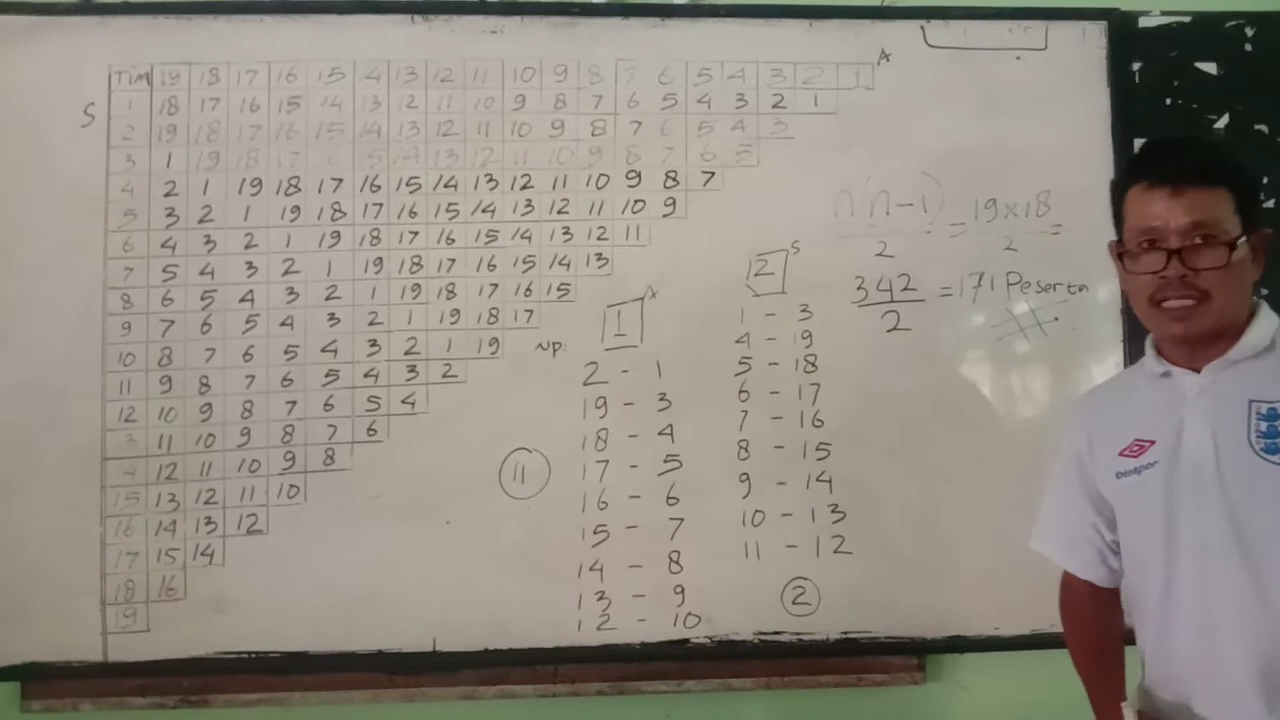 A
S
Tim 19 18 17 16 15 14 13 12 11 10 9 8 7 6 5 4 3 2 1
1 18 17 16 15 14 13 12 11 10 9 8 7 6 5 4 3 2 1
2 19 18 17 16 15 14 13 12 11 10 9 8 7 6 5 4 3
3 1 19 18 17 16 15 14 13 12 11 10 9 8 7 6 5
4 2 1 19 18 17 16 15 14 13 12 11 10 9 8 7
5 3 2 1 19 18 17 16 15 14 13 12 11 10 9
6 4 3 2 1 19 18 17 16 15 14 13 12 11
7 5 4 3 2 1 19 18 17 16 15 14 13
8 6 5 4 3 2 1 19 18 17 16 15
9 7 6 5 4 3 2 1 19 18 17
10 8 7 6 5 4 3 2 1 19
11 9 8 7 6 5 4 3 2
12 10 9 8 7 6 5 4
3 11 10 9 8 7 6
4 12 11 10 9 8
15 13 12 11 10
16 14 13 12
17 15 14
18 16
19
NP:
1 A
2 - 1
19 - 3
18 - 4
17 - 5
16 - 6
15 - 7
14 - 8
13 - 9
12 - 10
11
2 S
1 - 3
4 - 19
5 - 18
6 - 17
7 - 16
8 - 15
9 - 14
10 - 13
11 - 12
2
n(n-1)/2 = 19x18/2 =
342/2 = 171 Peserta
umbro